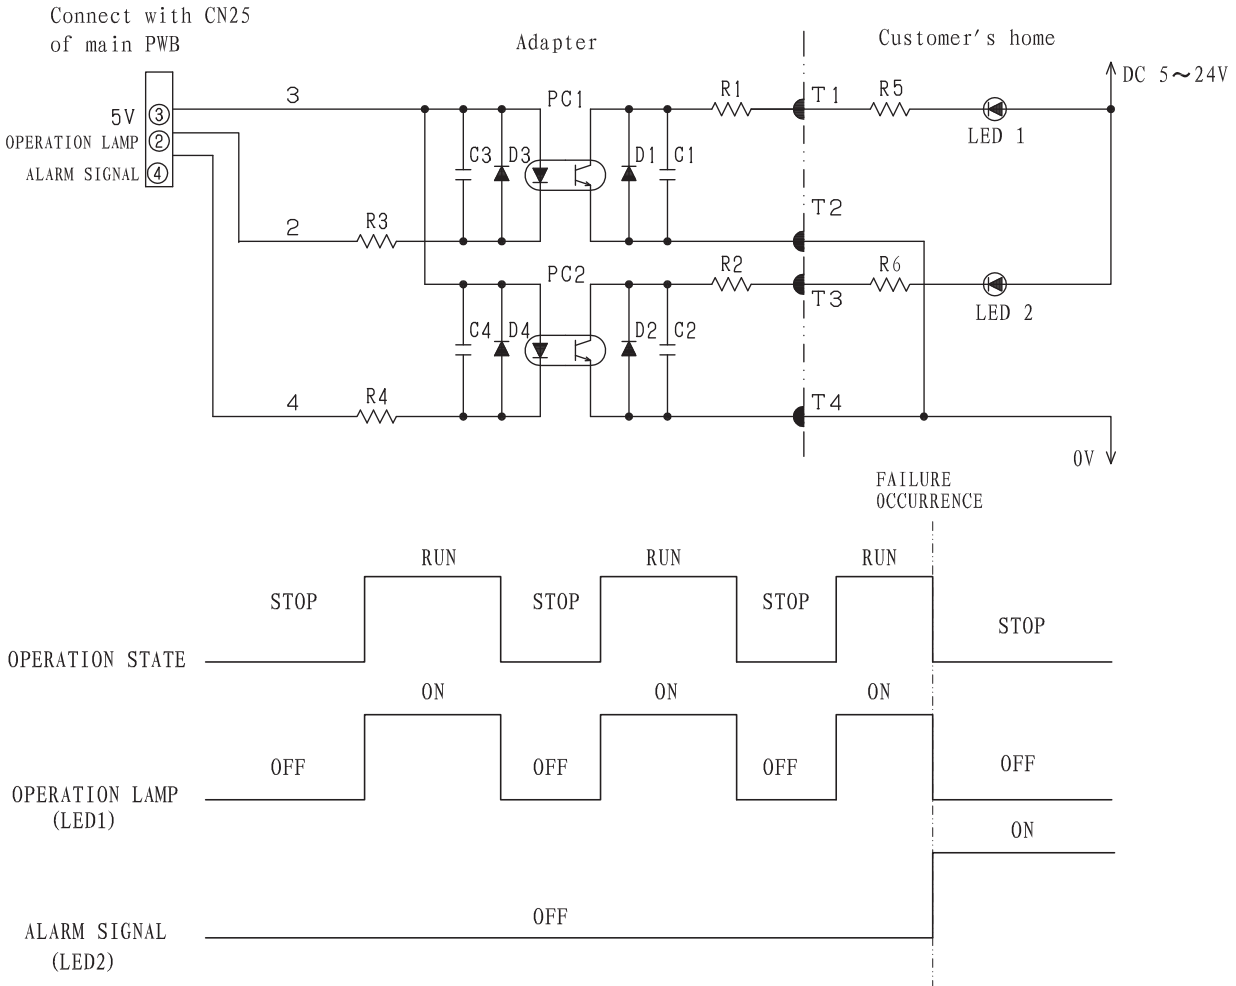 Connect with CN25
of main PWB
Adapter
Customer's home
DC 5～24V
5V ③
OPERATION LAMP ②
ALARM SIGNAL ④
3
PC1
R1
T1
R5
LED 1
C3
D3
D1
C1
2
R3
T2
PC2
R2
T3
R6
LED 2
C4
D4
D2
C2
4
R4
T4
0V
FAILURE
OCCURRENCE
RUN
RUN
RUN
STOP
STOP
STOP
STOP
OPERATION STATE
ON
ON
ON
OFF
OFF
OFF
OFF
OPERATION LAMP
(LED1)
ON
OFF
ALARM SIGNAL
(LED2)